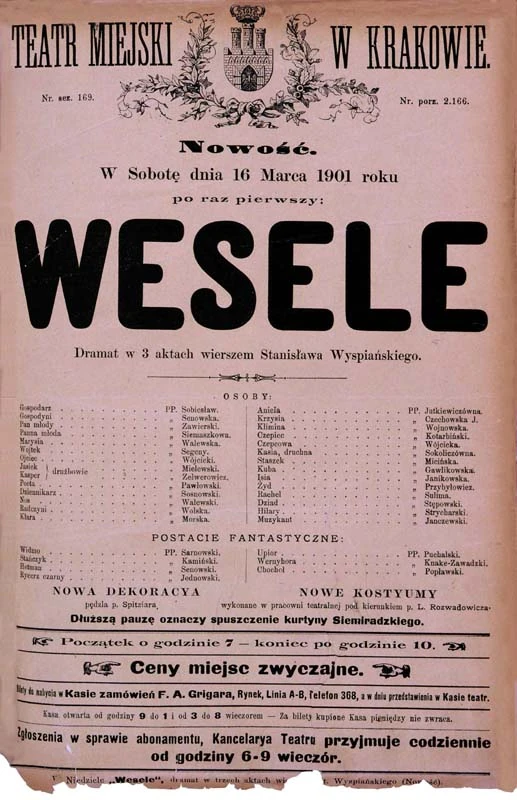 TEATR MIEJSKI W KRAKOWIE.
Nr. sez. 169.
Nr. porz. 2.166.
Nowość.
W Sobotę dnia 16 Marca 1901 roku
po raz pierwszy:
WESELE
Dramat w 3 aktach wierszem Stanisława Wyspiańskiego.
OSOBY:
Gospodarz PP. Sobiesław.
Gospodyni „ Senowska.
Pan młody „ Zawierski.
Panna młoda „ Siemaszkowa.
Marysia „ Walewska.
Wojtek „ Segeny.
Ojciec „ Wójcicki.
Jasiek } drużbowie „ Mielewski.
Kasper } „ Zelwerowicz.
Poeta „ Pawłowski.
Dziennikarz „ Sosnowski.
Nos „ Walewski.
Radczyni „ Wolska.
Klara „ Morska.
Aniela PP. Jutkiewiczówna.
Krzysia „ Czechowska J.
Klimina „ Wojnowska.
Czepiec „ Kotarbiński.
Czepcowa „ Wójcicka.
Kasia, druchna „ Sokoliczówna.
Staszek „ Micińska.
Kuba „ Gawlikowska.
Isia „ Janikowska.
Żyd „ Przybyłowicz.
Rachel „ Sulima.
Dziad „ Stępowski.
Hilary „ Strycharski.
Muzykant „ Janczewski.
POSTACIE FANTASTYCZNE:
Widmo PP. Sarnowski.
Stańczyk „ Kamiński.
Hetman „ Senowski.
Rycerz czarny „ Jednowski.
Upior PP. Puchalski.
Wernyhora „ Knake-Zawadzki.
Chochoł „ Popławski.
NOWA DEKORACYA
pędzla p. Spitziara,
NOWE KOSTYUMY
wykonane w pracowni teatralnej pod kierunkiem p. L. Rozwadowicza.
Dłuższą pauzę oznaczy spuszczenie kurtyny Siemiradzkiego.
Początek o godzinie 7 – koniec po godzinie 10.
Ceny miejsc zwyczajne.
Bilety do nabycia w Kasie zamówień F. A. Grigara, Rynek, Linia A-B, Telefon 368, a w dniu przedstawienia w Kasie teatr.
Kasa otwarta od godziny 9 do 1 i od 3 do 8 wieczorem — Za bilety kupione Kasa pieniędzy nie zwraca.
Zgłoszenia w sprawie abonamentu, Kancelarya Teatru przyjmuje codziennie
od godziny 6-9 wieczór.
W Niedzielę „Wesele", dramat w trzech aktach Wyspiańskiego